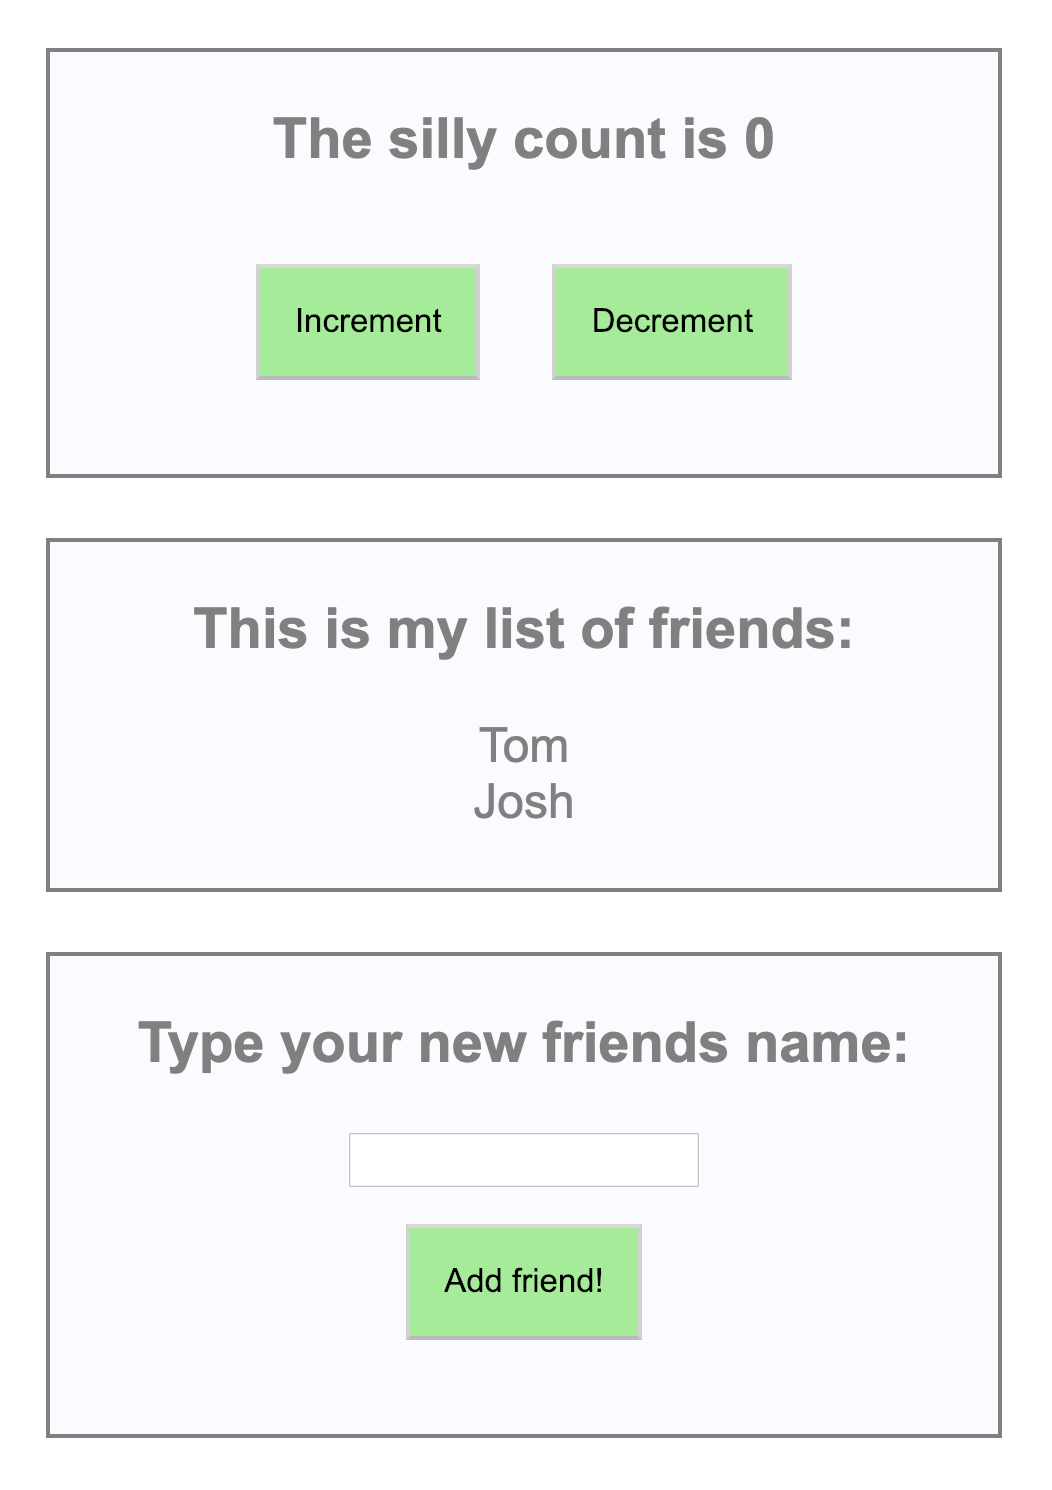 The silly count is 0
Increment Decrement
This is my list of friends:
Tom
Josh
Type your new friends name:
Add friend!